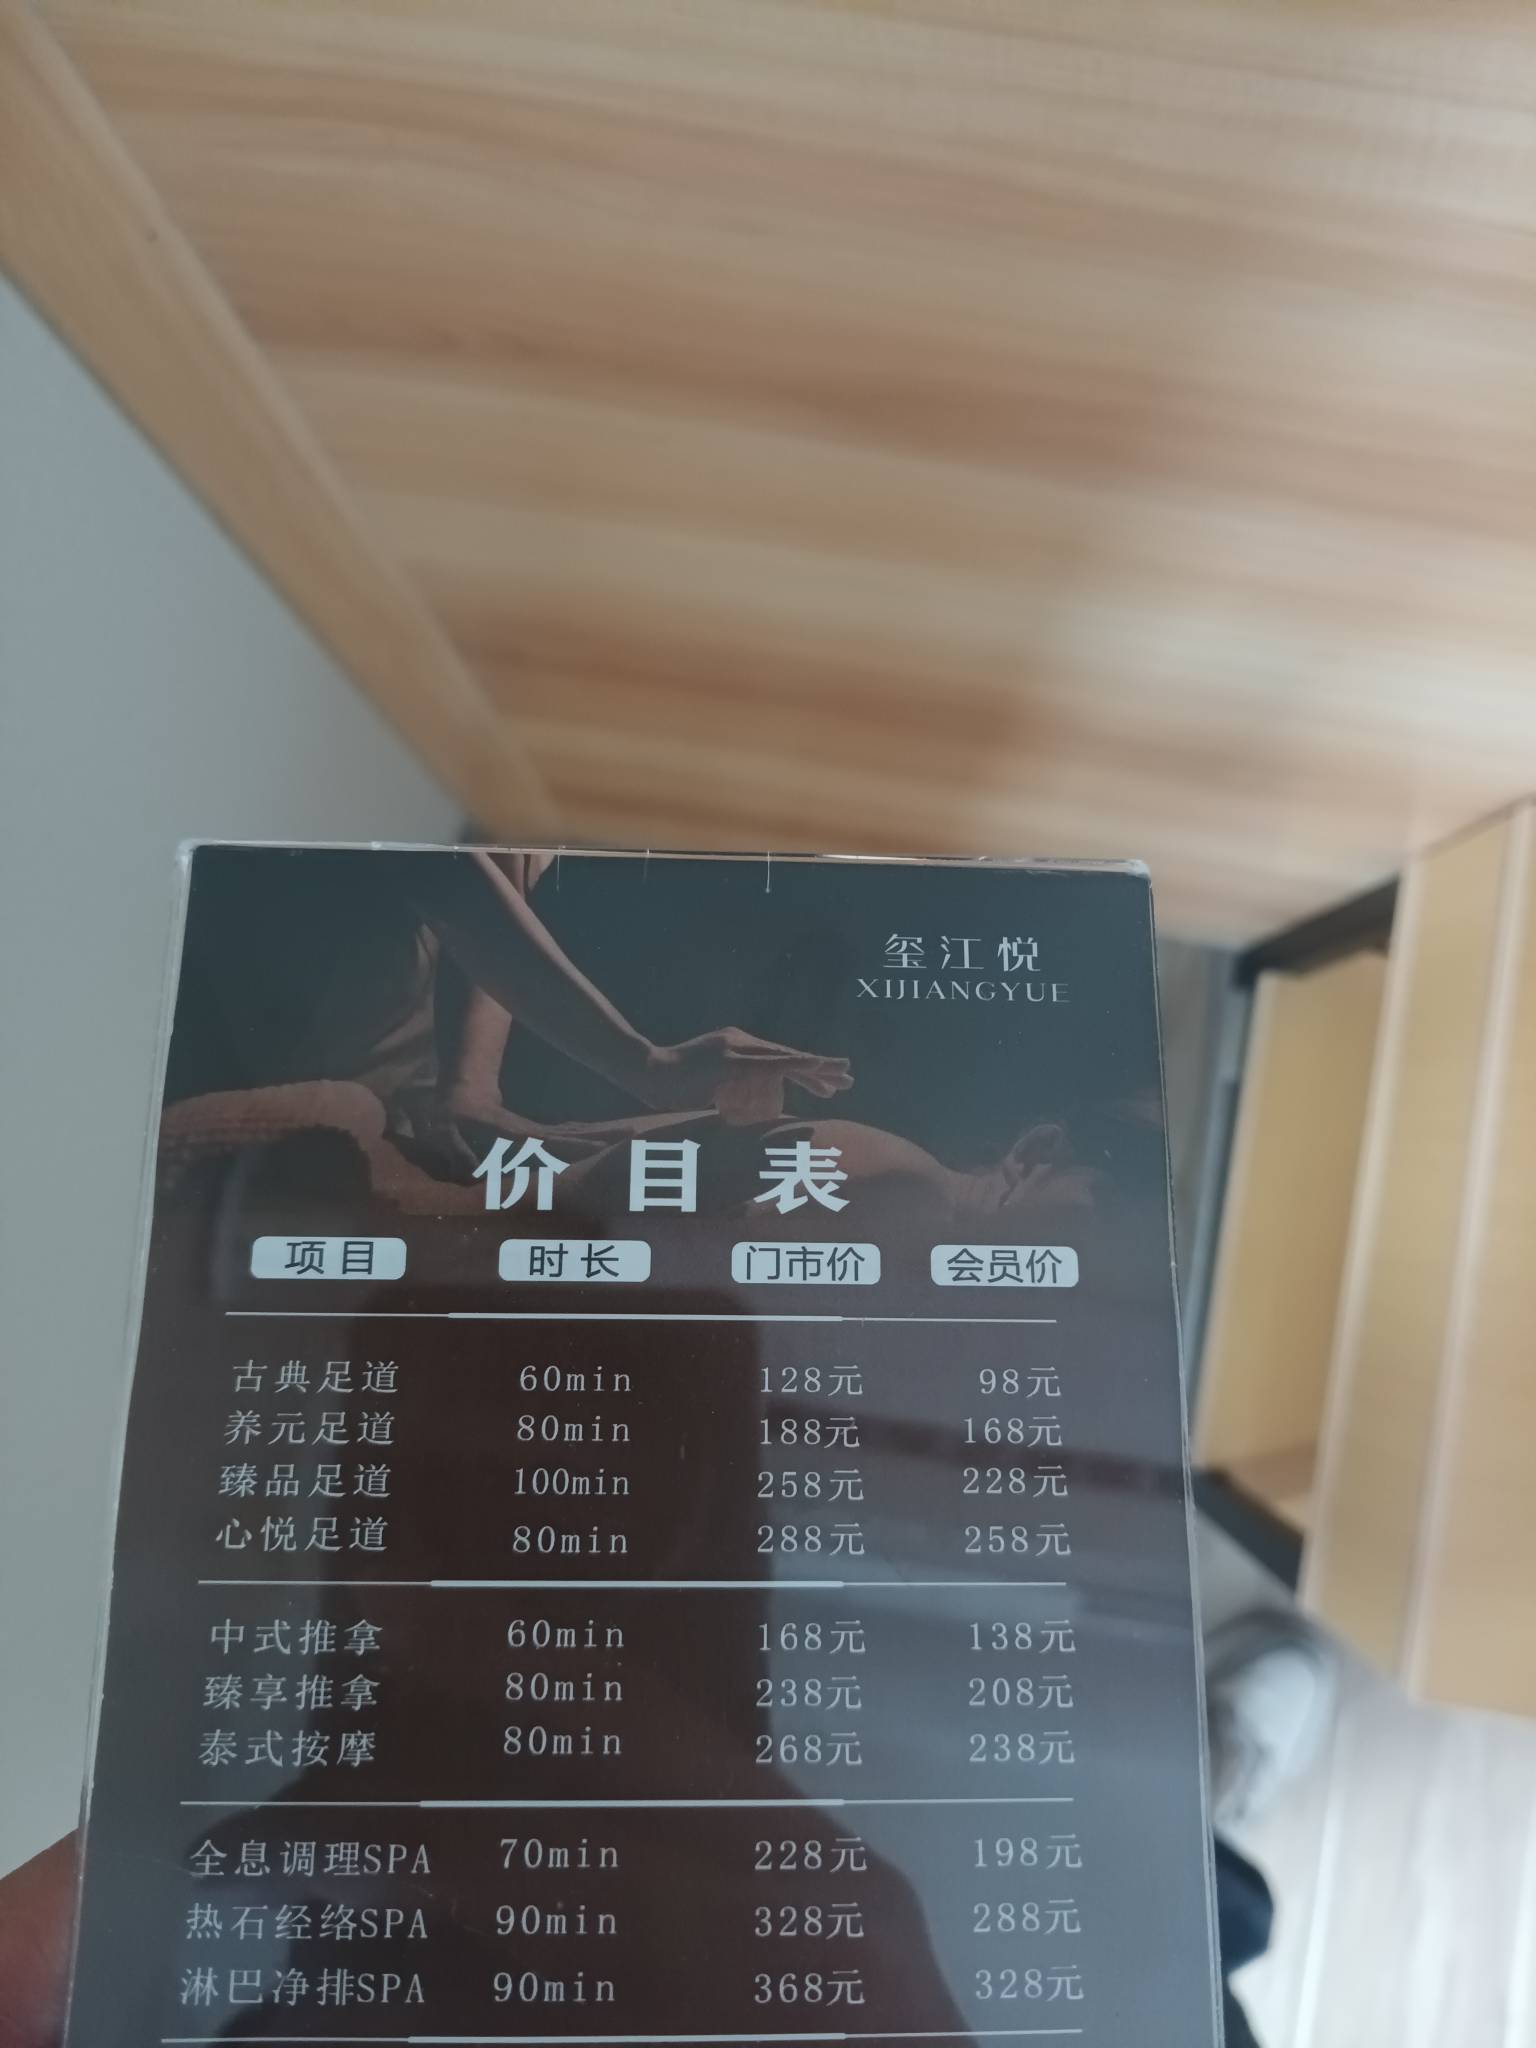 玺江悦
XIJIANGYUE
价目表
项目 时长 门市价 会员价
古典足道 60min 128元 98元
养元足道 80min 188元 168元
臻品足道 100min 258元 228元
心悦足道 80min 288元 258元
中式推拿 60min 168元 138元
臻享推拿 80min 238元 208元
泰式按摩 80min 268元 238元
全息调理SPA 70min 228元 198元
热石经络SPA 90min 328元 288元
淋巴净排SPA 90min 368元 328元